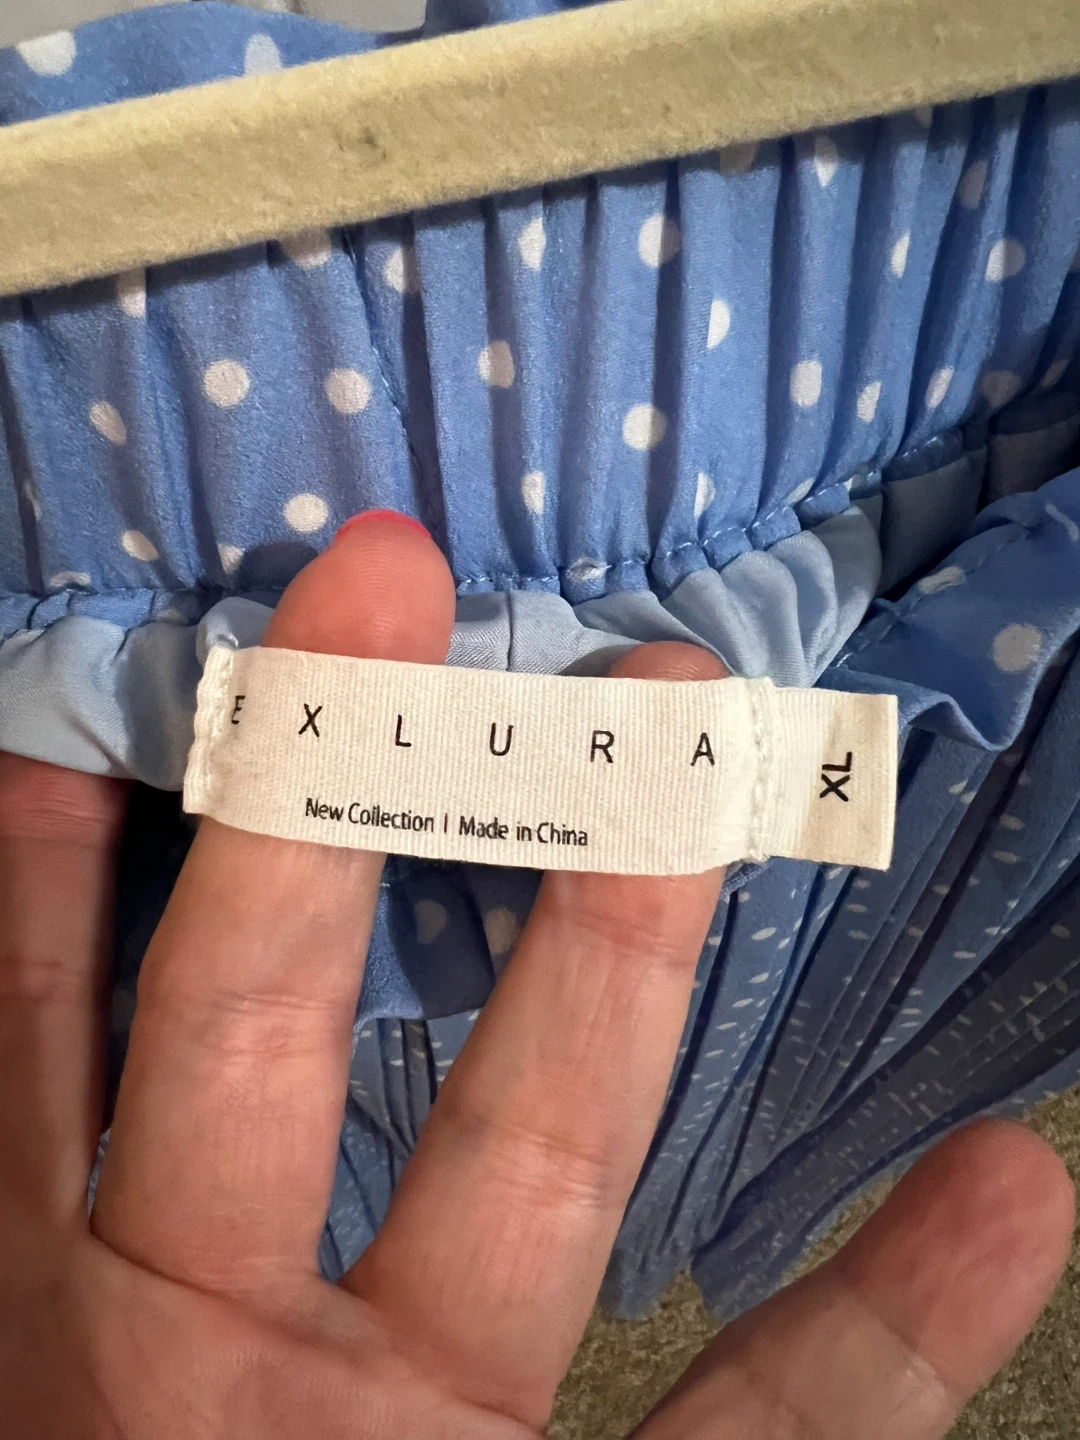 EXLURA
New Collection | Made in China
XL